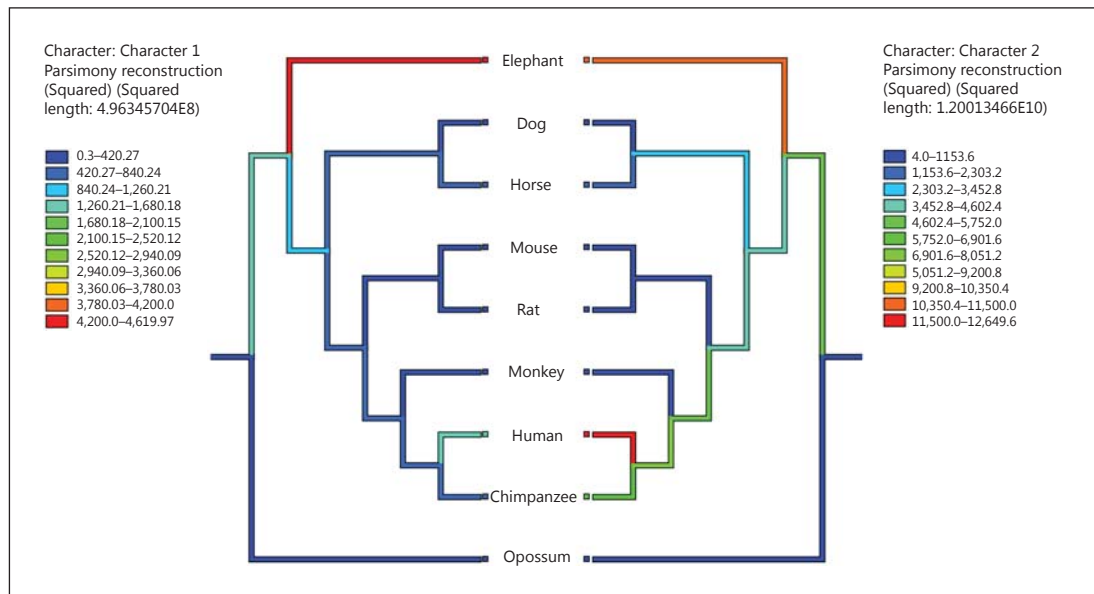 Character: Character 1
Parsimony reconstruction
(Squared) (Squared
length: 4.96345704E8)
0.3–420.27
420.27–840.24
840.24–1,260.21
1,260.21–1,680.18
1,680.18–2,100.15
2,100.15–2,520.12
2,520.12–2,940.09
2,940.09–3,360.06
3,360.06–3,780.03
3,780.03–4,200.0
4,200.0–4,619.97
Elephant
Dog
Horse
Mouse
Rat
Monkey
Human
Chimpanzee
Opossum
Character: Character 2
Parsimony reconstruction
(Squared) (Squared
length: 1.20013466E10)
4.0–1153.6
1,153.6–2,303.2
2,303.2–3,452.8
3,452.8–4,602.4
4,602.4–5,752.0
5,752.0–6,901.6
6,901.6–8,051.2
5,051.2–9,200.8
9,200.8–10,350.4
10,350.4–11,500.0
11,500.0–12,649.6